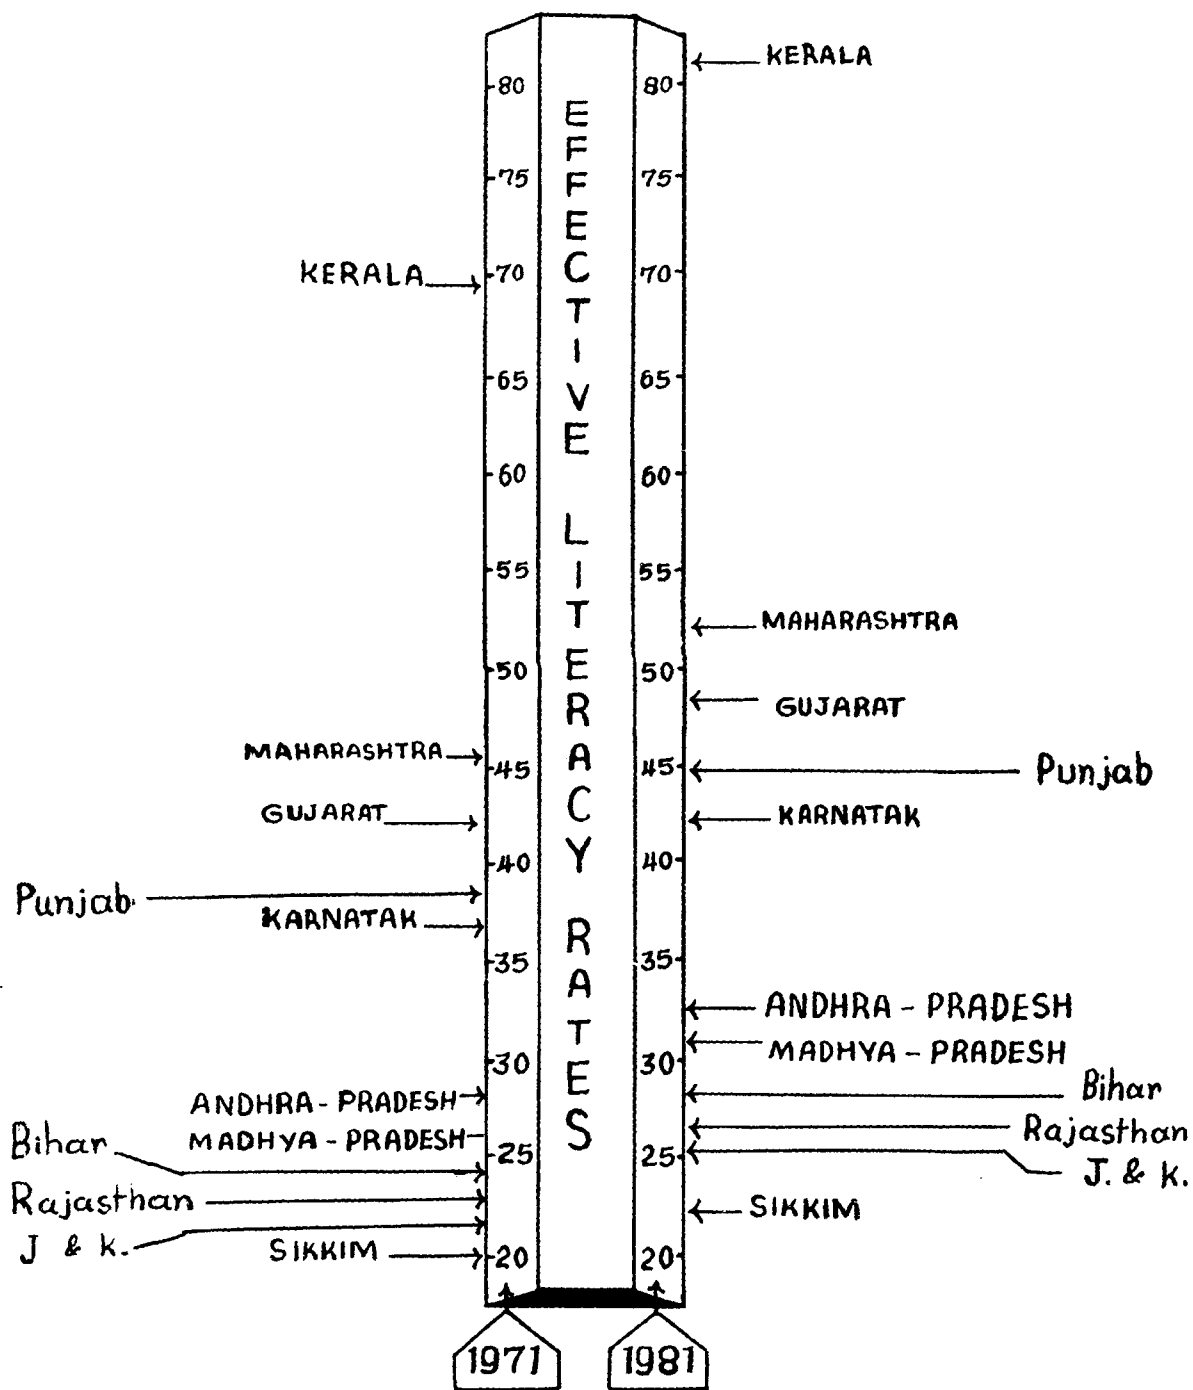 EFFECTIVE LITERACY RATES
80
75
70
65
60
55
50
45
40
35
30
25
20
KERALA
MAHARASHTRA
GUJARAT
Punjab
KARNATAK
ANDHRA - PRADESH
MADHYA - PRADESH
Bihar
Rajasthan
J & K.
SIKKIM
1971
80
75
70
65
60
55
50
45
40
35
30
25
20
KERALA
MAHARASHTRA
GUJARAT
Punjab
KARNATAK
ANDHRA - PRADESH
MADHYA - PRADESH
Bihar
Rajasthan
J. & K.
SIKKIM
1981